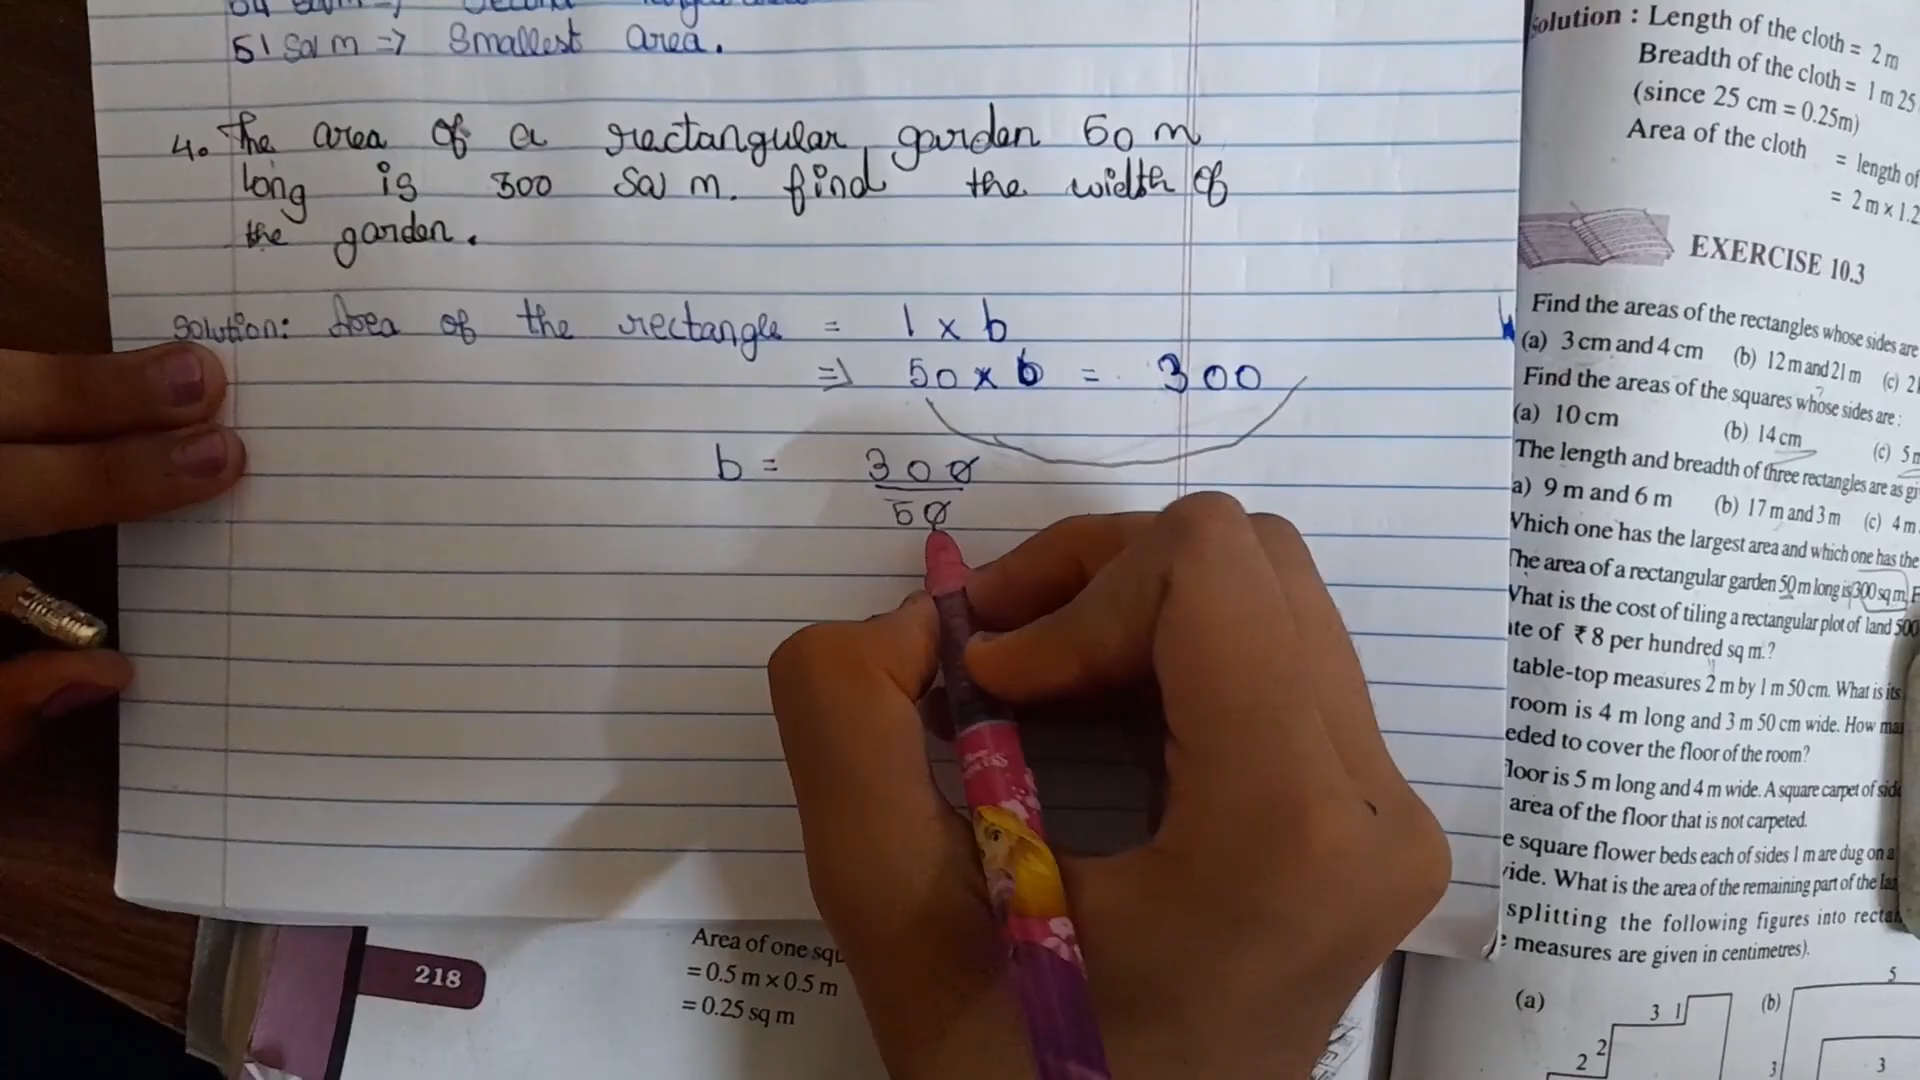 51 sq m => Smallest area.
4. The area of a rectangular garden 50 m
long is 300 sq m. find the width of
the garden.
Solution: Area of the rectangle = l x b
=> 50 x b = 300
b = 300
50
218
Area of one squ
= 0.5 m × 0.5 m
= 0.25 sq m
Solution : Length of the cloth = 2 m
Breadth of the cloth = 1 m 25
(since 25 cm = 0.25m)
Area of the cloth = length of
= 2 m × 1.2
EXERCISE 10.3
Find the areas of the rectangles whose sides are
(a) 3 cm and 4 cm (b) 12 m and 21 m (c) 2
Find the areas of the squares whose sides are :
(a) 10 cm (b) 14 cm (c) 5 m
The length and breadth of three rectangles are as gi
a) 9 m and 6 m (b) 17 m and 3 m (c) 4 m
Which one has the largest area and which one has the
The area of a rectangular garden 50 m long is 300 sq m. F
What is the cost of tiling a rectangular plot of land 500
ate of ₹ 8 per hundred sq m.?
table-top measures 2 m by 1 m 50 cm. What is its
room is 4 m long and 3 m 50 cm wide. How ma
eded to cover the floor of the room?
loor is 5 m long and 4 m wide. A square carpet of side
area of the floor that is not carpeted.
e square flower beds each of sides 1 m are dug on a
vide. What is the area of the remaining part of the la
splitting the following figures into recta
e measures are given in centimetres).
(a) 3 1 (b) 5
2 2 3 3